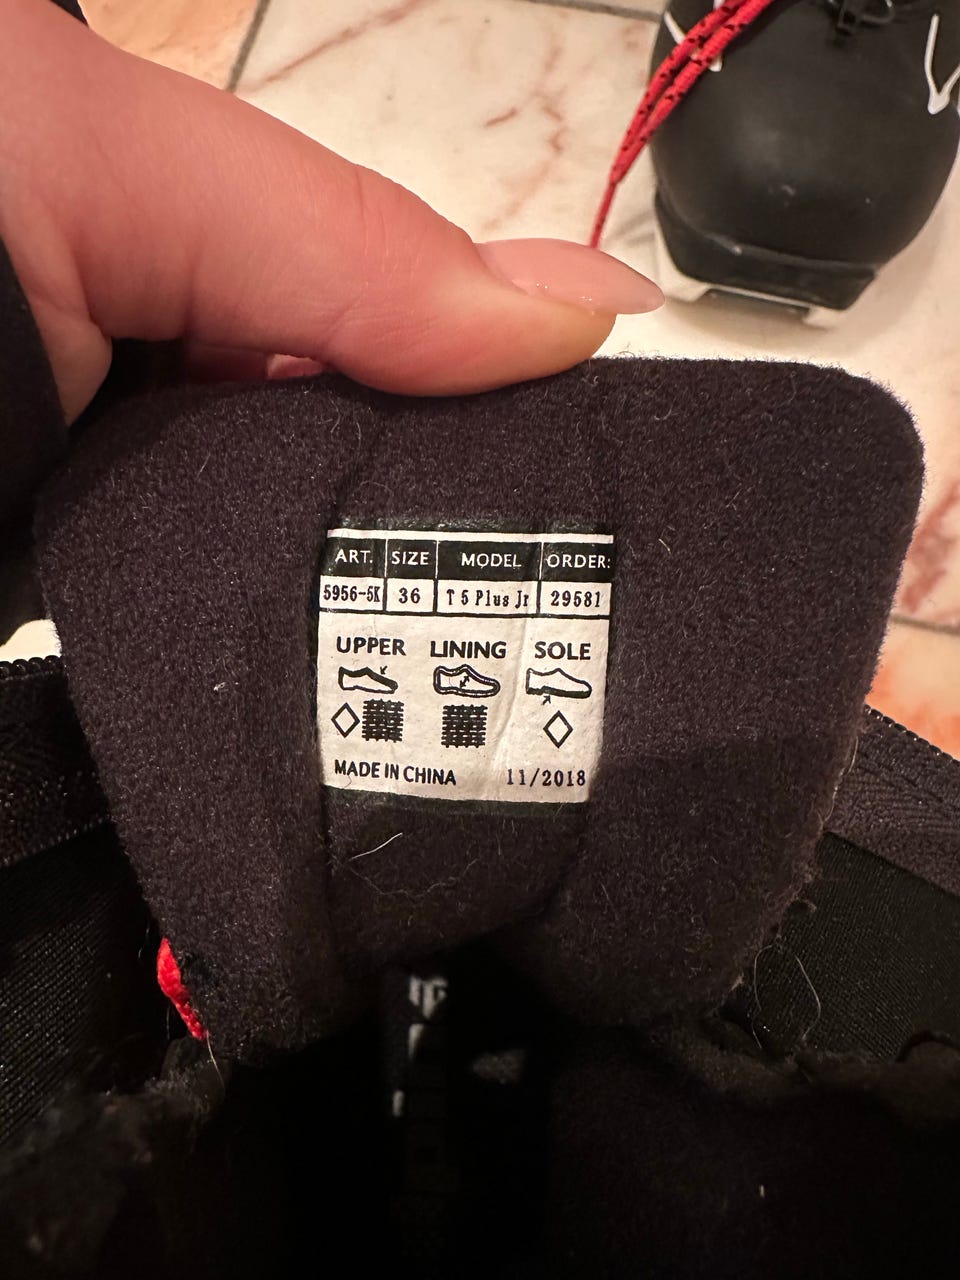 ART. SIZE MODEL ORDER:
5956-5K 36 T 5 Plus Jr 29581
UPPER LINING SOLE
MADE IN CHINA 11/2018